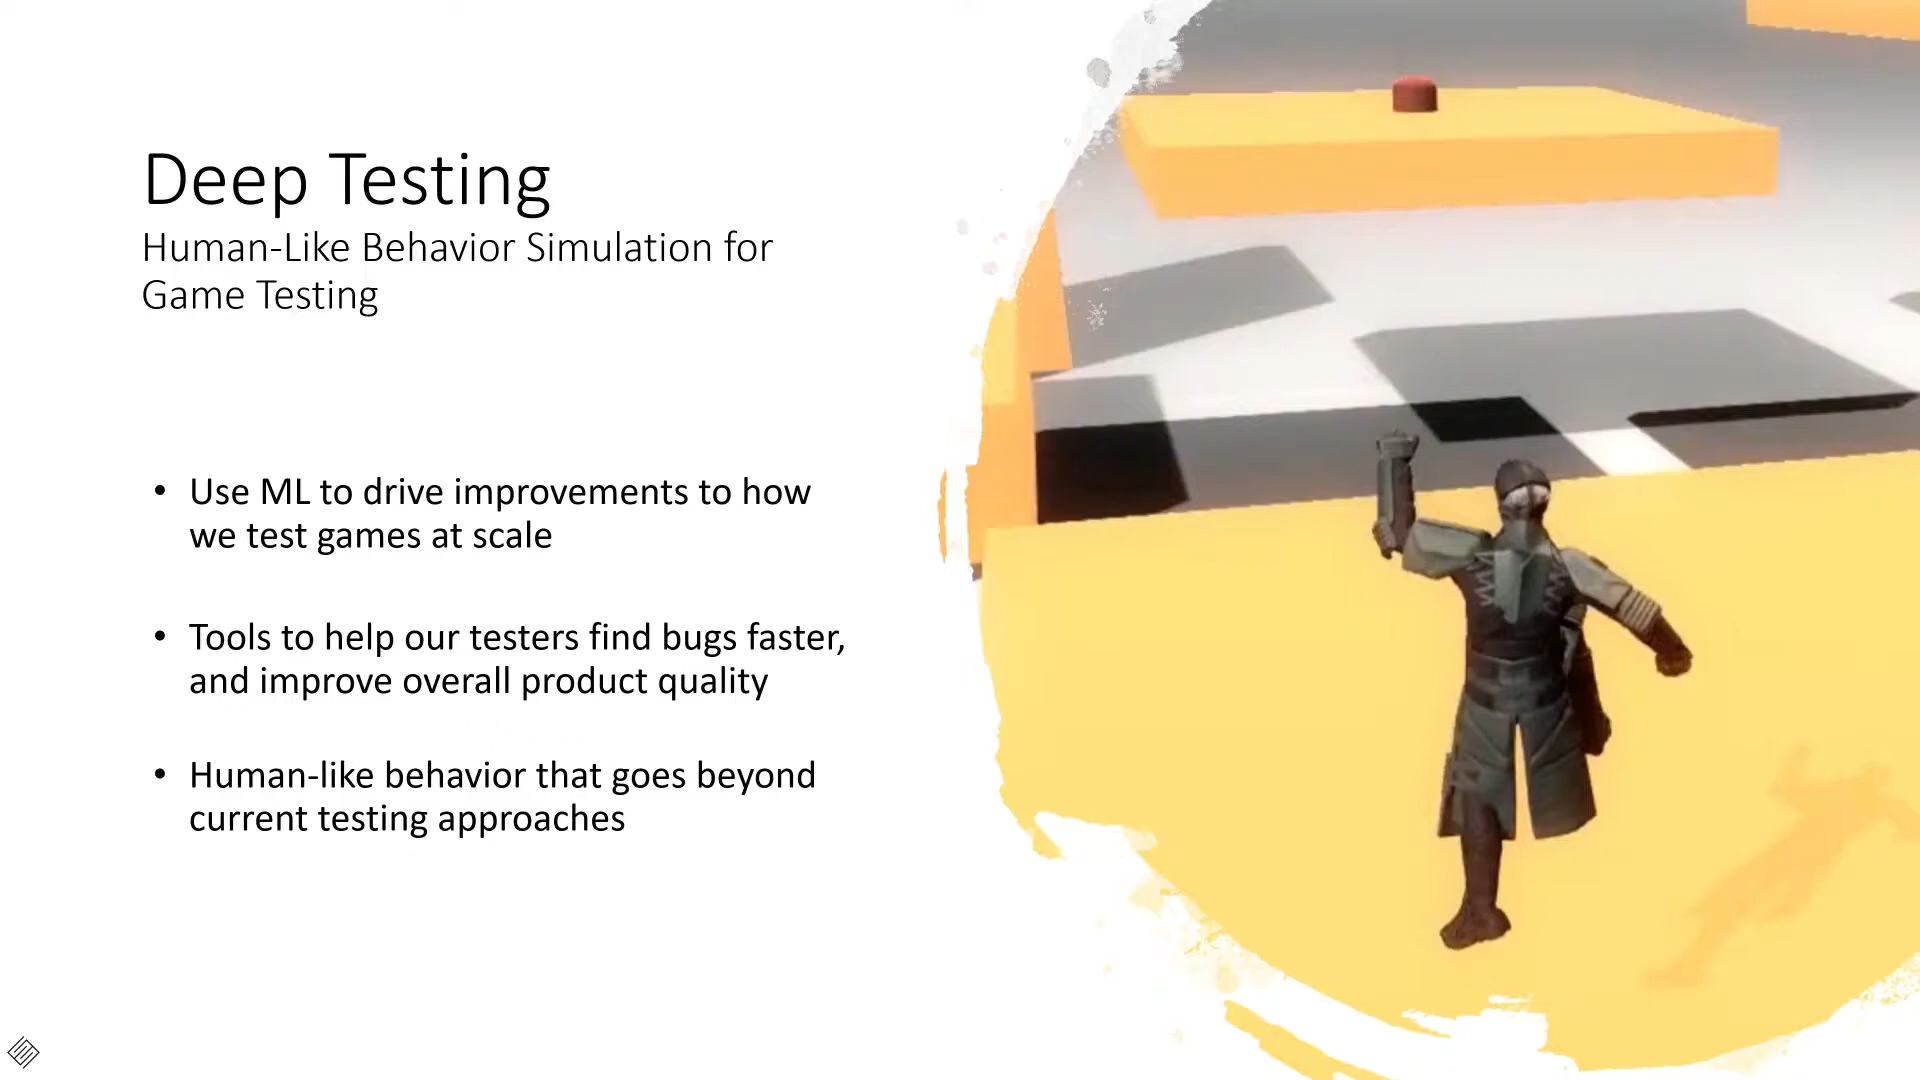 Deep Testing
Human-Like Behavior Simulation for
Game Testing
• Use ML to drive improvements to how
we test games at scale
• Tools to help our testers find bugs faster,
and improve overall product quality
• Human-like behavior that goes beyond
current testing approaches